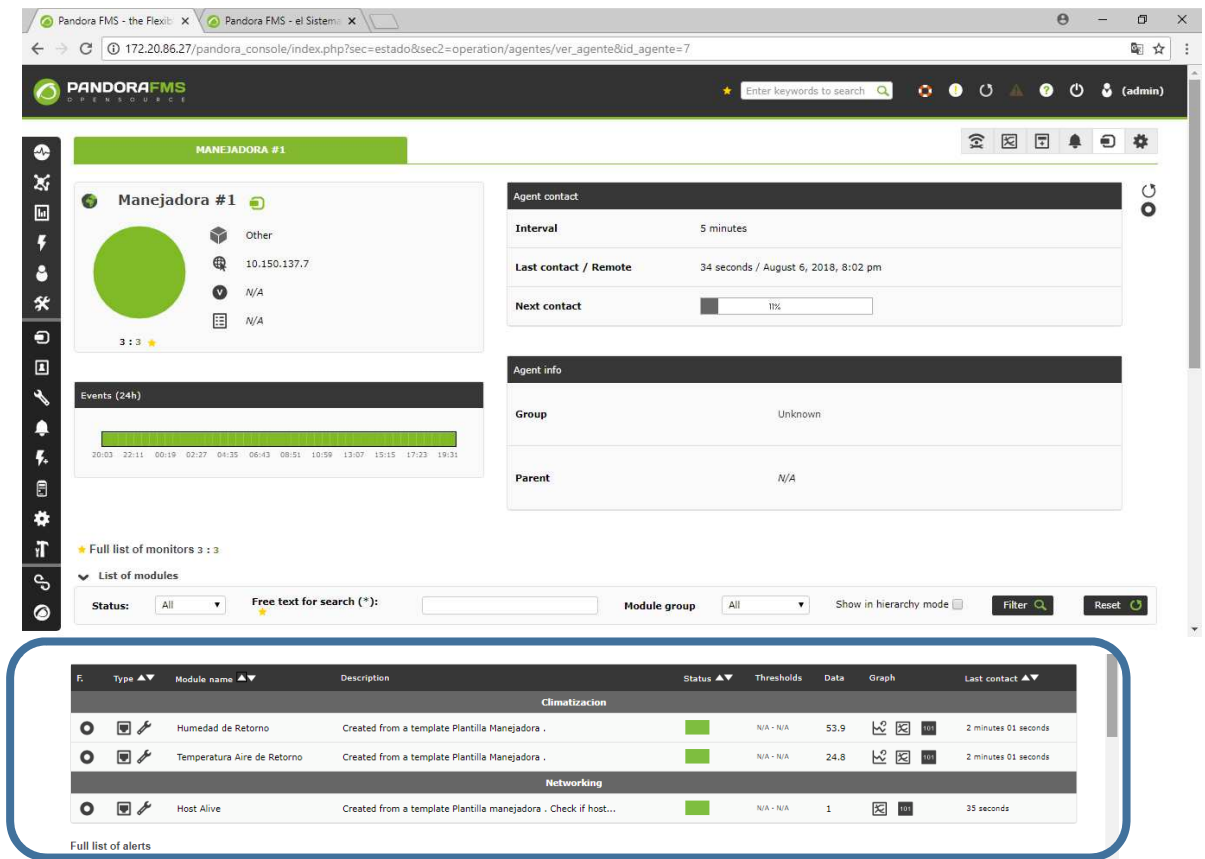 Pandora FMS - the Flexib
Pandora FMS - el Sistema
172.20.86.27/pandora_console/index.php?sec=estado&sec2=operation/agentes/ver_agente&id_agente=7
PANDORAFMS
OPENSOURCE
Enter keywords to search
(admin)
MANEJADORA #1
Manejadora #1
Other
10.150.137.7
V N/A
N/A
3 : 3
Agent contact
Interval 5 minutes
Last contact / Remote 34 seconds / August 6, 2018, 8:02 pm
Next contact 11%
Events (24h)
20:03 22:11 00:19 02:27 04:35 06:43 08:51 10:59 13:07 15:15 17:23 19:31
Agent info
Group Unknown
Parent N/A
Full list of monitors 3 : 3
List of modules
Status: All Free text for search (*): Module group All Show in hierarchy mode Filter Reset
F. Type Module name Description Status Thresholds Data Graph Last contact
Climatizacion
Humedad de Retorno Created from a template Plantilla Manejadora . N/A - N/A 53.9 101 2 minutes 01 seconds
Temperatura Aire de Retorno Created from a template Plantilla Manejadora . N/A - N/A 24.8 101 2 minutes 01 seconds
Networking
Host Alive Created from a template Plantilla manejadora . Check if host... N/A - N/A 1 101 35 seconds
Full list of alerts